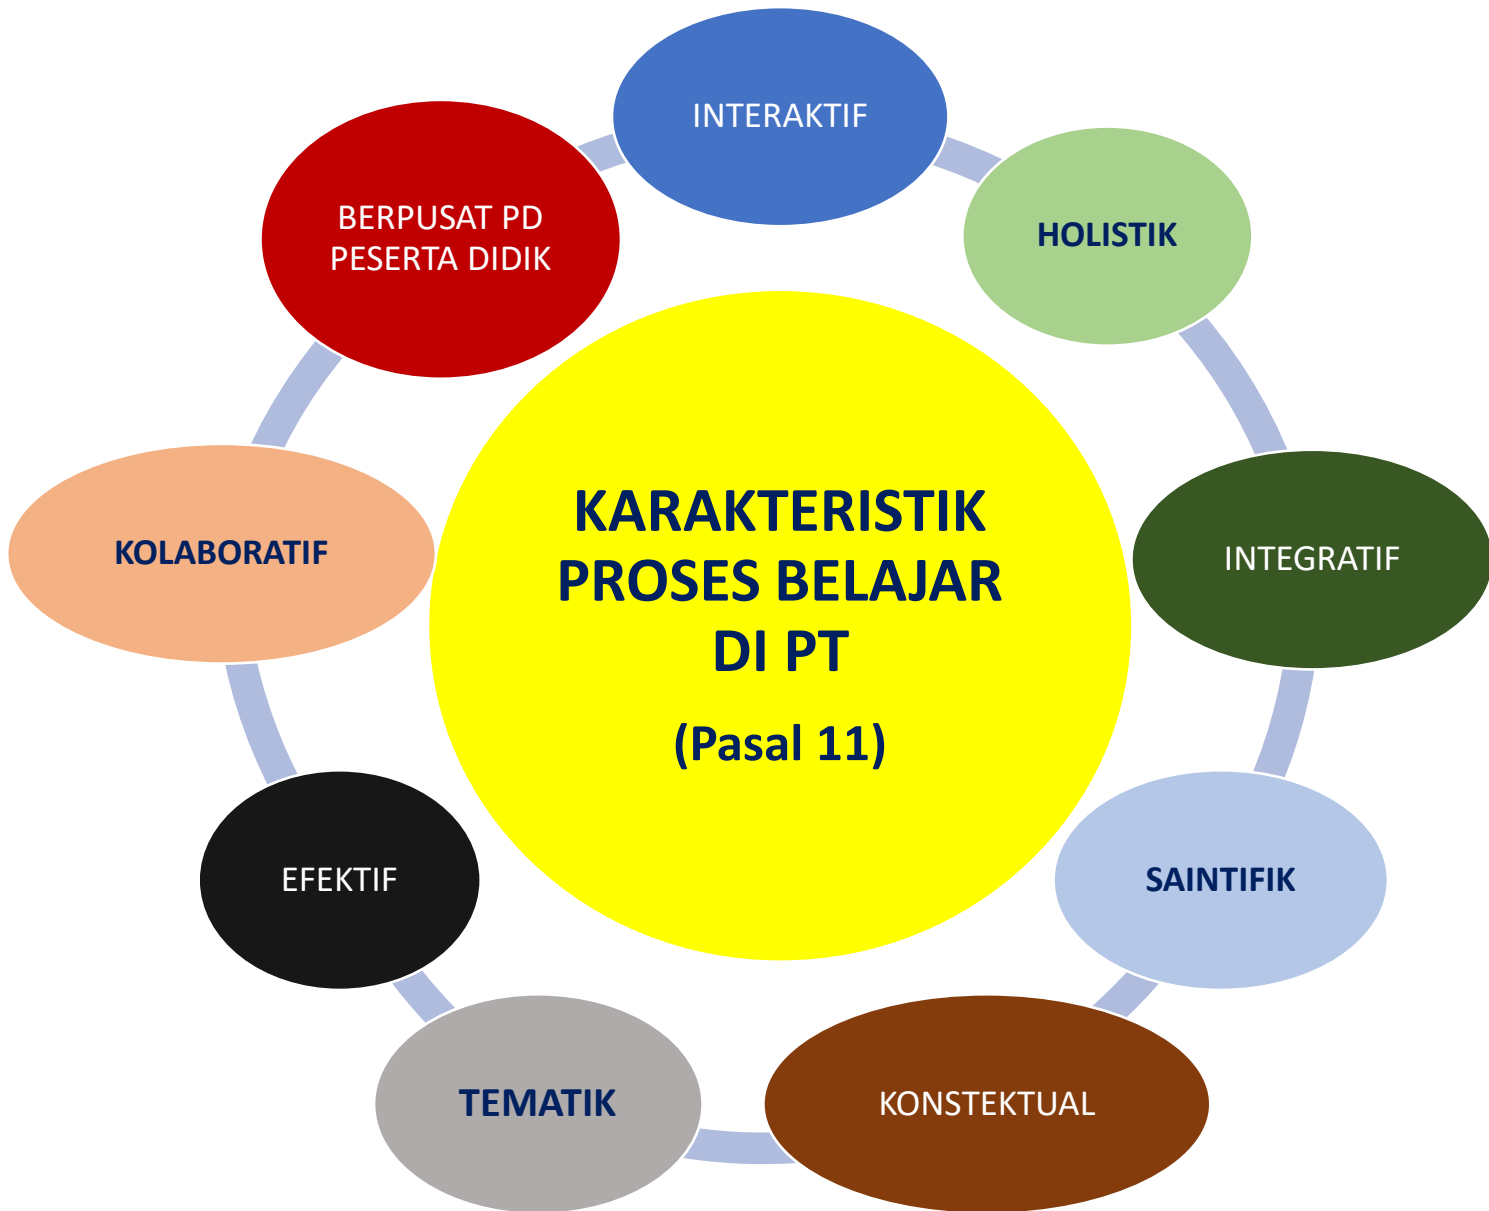 INTERAKTIF
HOLISTIK
INTEGRATIF
SAINTIFIK
KONSTEKTUAL
TEMATIK
EFEKTIF
KOLABORATIF
BERPUSAT PD
PESERTA DIDIK
KARAKTERISTIK
PROSES BELAJAR
DI PT
(Pasal 11)